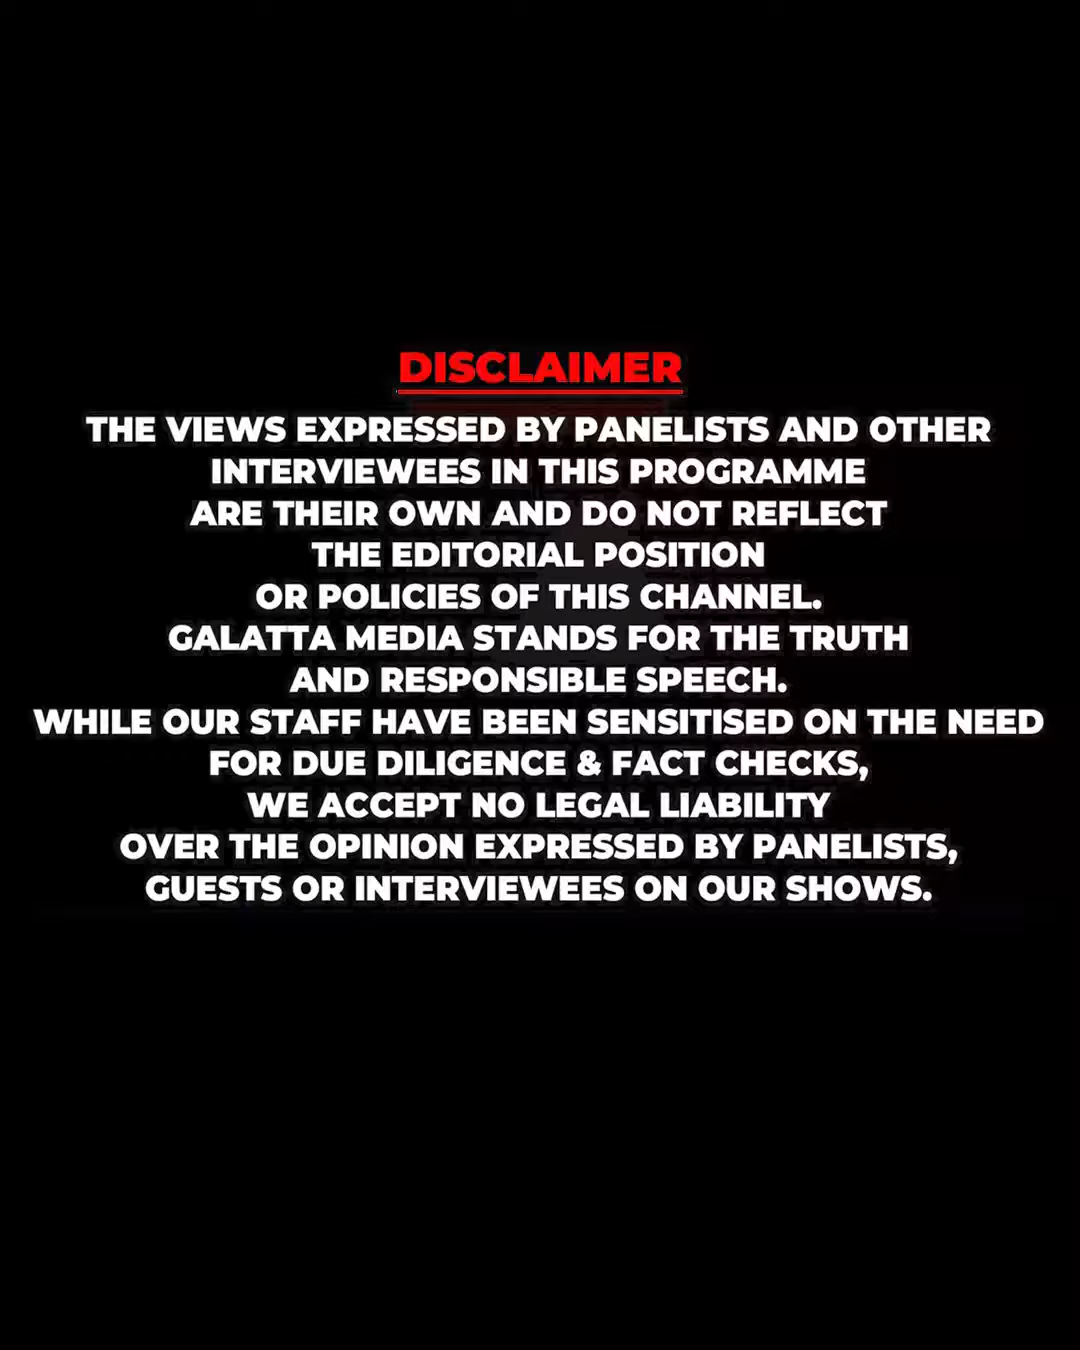 DISCLAIMER
THE VIEWS EXPRESSED BY PANELISTS AND OTHER
INTERVIEWEES IN THIS PROGRAMME
ARE THEIR OWN AND DO NOT REFLECT
THE EDITORIAL POSITION
OR POLICIES OF THIS CHANNEL.
GALATTA MEDIA STANDS FOR THE TRUTH
AND RESPONSIBLE SPEECH.
WHILE OUR STAFF HAVE BEEN SENSITISED ON THE NEED
FOR DUE DILIGENCE & FACT CHECKS,
WE ACCEPT NO LEGAL LIABILITY
OVER THE OPINION EXPRESSED BY PANELISTS,
GUESTS OR INTERVIEWEES ON OUR SHOWS.